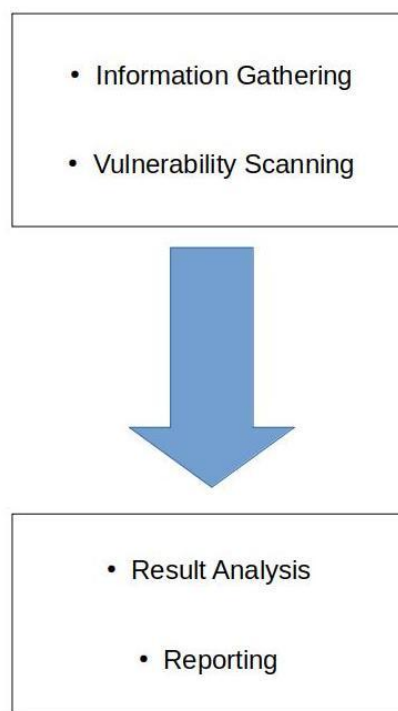 • Information Gathering
• Vulnerability Scanning
• Result Analysis
• Reporting